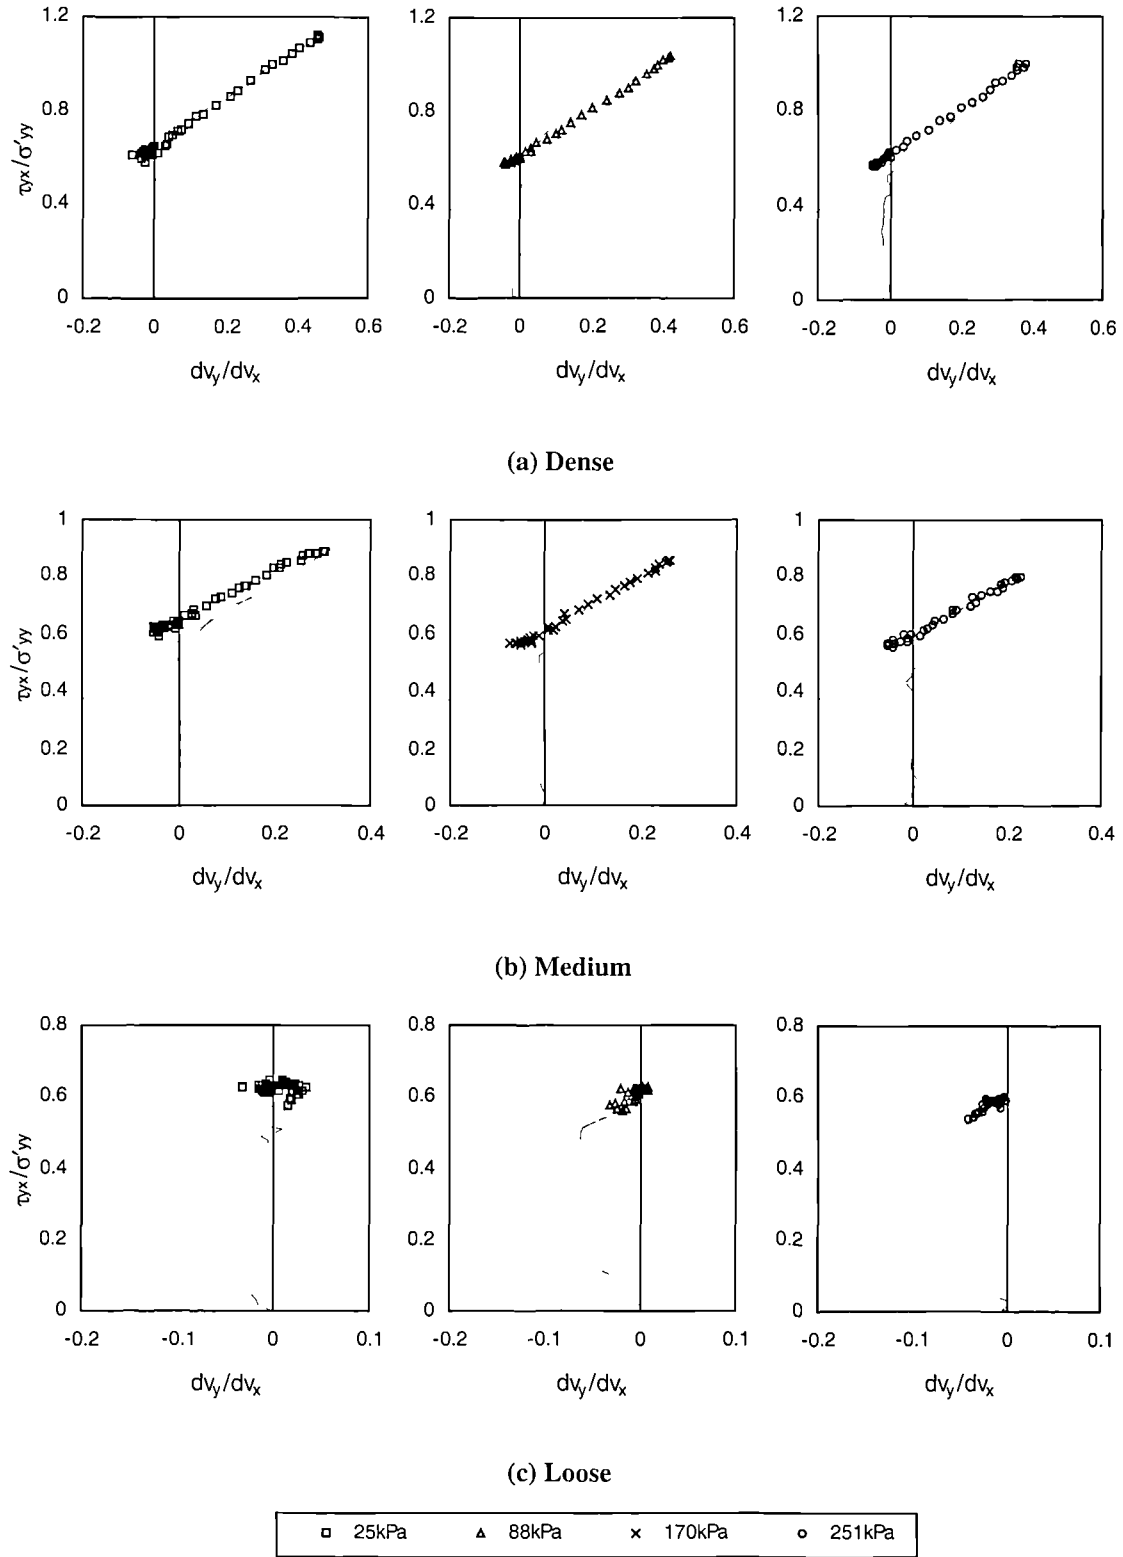 1.2 1.2 1.2
0.8 0.8 0.8
τyx/σ'yy
0.4 0.4 0.4
0 0 0
-0.2 0 0.2 0.4 0.6 -0.2 0 0.2 0.4 0.6 -0.2 0 0.2 0.4 0.6
dvy/dvx dvy/dvx dvy/dvx
(a) Dense
1 1 1
0.8 0.8 0.8
0.6 0.6 0.6
τyx/σ'yy
0.4 0.4 0.4
0.2 0.2 0.2
0 0 0
-0.2 0 0.2 0.4 -0.2 0 0.2 0.4 -0.2 0 0.2 0.4
dvy/dvx dvy/dvx dvy/dvx
(b) Medium
0.8 0.8 0.8
0.6 0.6 0.6
τyx/σ'yy
0.4 0.4 0.4
0.2 0.2 0.2
0 0 0
-0.2 -0.1 0 0.1 -0.2 -0.1 0 0.1 -0.2 -0.1 0 0.1
dvy/dvx dvy/dvx dvy/dvx
(c) Loose
25kPa 88kPa 170kPa 251kPa